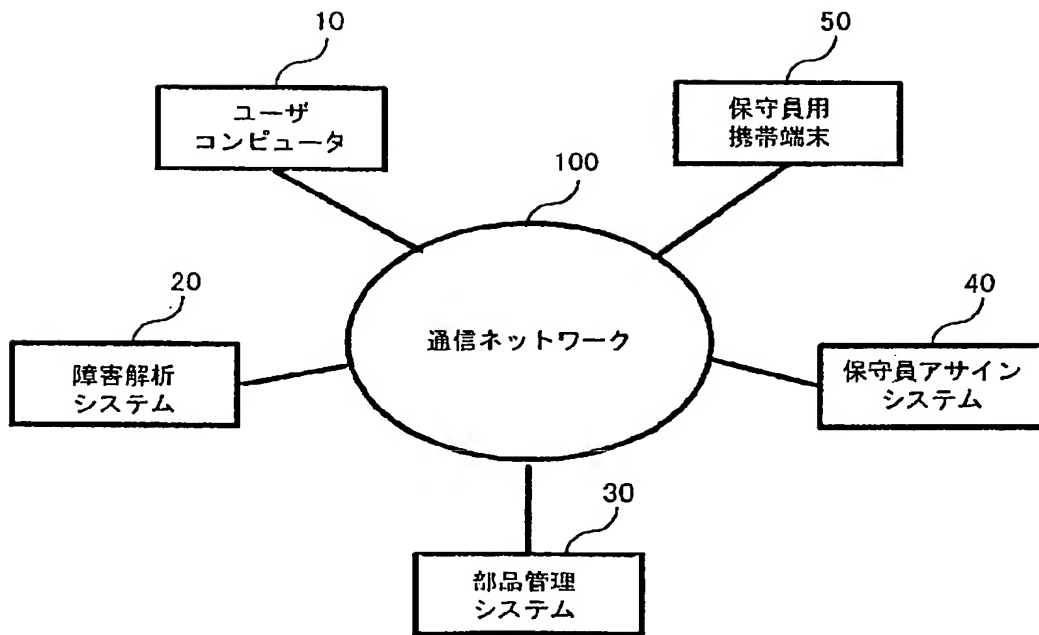 10
ユーザ
コンピュータ
50
保守員用
携帯端末
100
通信ネットワーク
20
障害解析
システム
40
保守員アサイン
システム
30
部品管理
システム